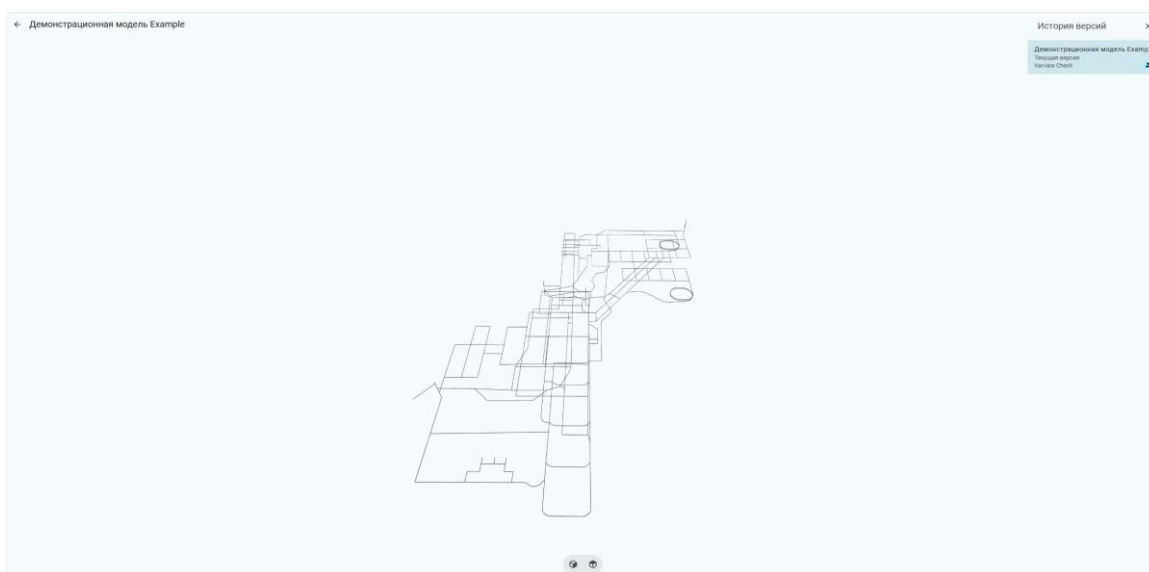 Демонстрационная модель Example
История версий
Демонстрационная модель Examp
Текущая версия
Varvara Check